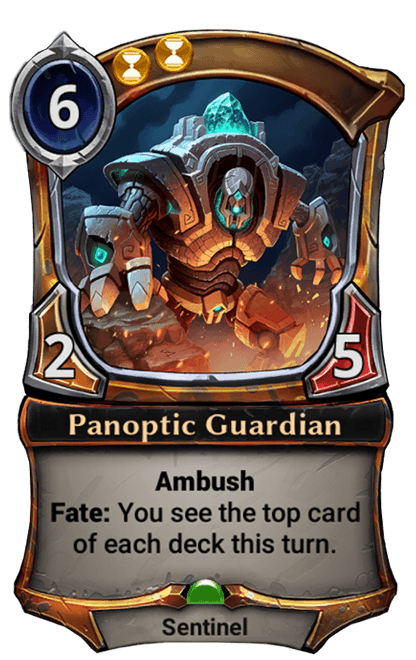 6
2
5
Panoptic Guardian
Ambush
Fate: You see the top card
of each deck this turn.
Sentinel